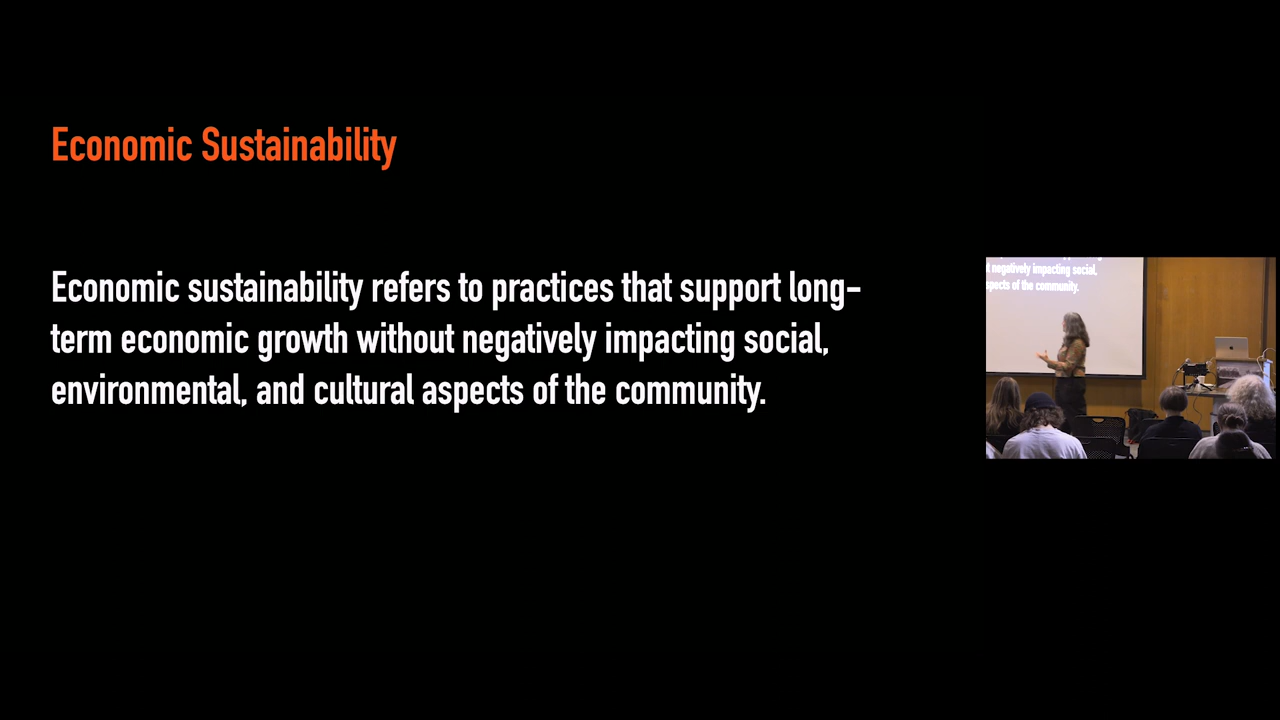 Economic Sustainability
Economic sustainability refers to practices that support long-
term economic growth without negatively impacting social,
environmental, and cultural aspects of the community.
negatively impacting social,
spects of the community.